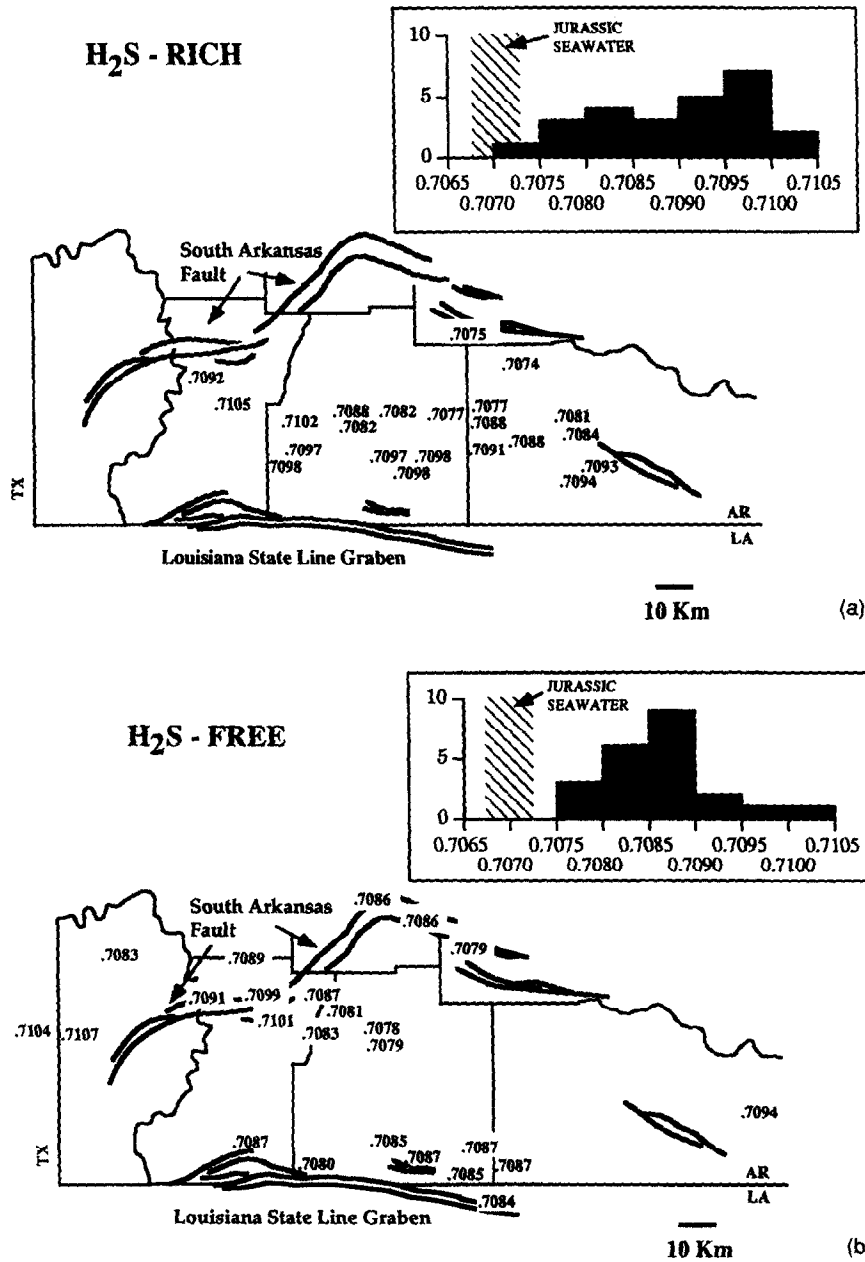 H2S - RICH
JURASSIC
SEAWATER
10
5
0
0.7065 0.7075 0.7085 0.7095 0.7105
0.7070 0.7080 0.7090 0.7100
South Arkansas
Fault
.7075
.7074
.7092
.7105
.7102 .7088 .7082 .7077 .7077 .7081
.7082 .7088 .7084
.7097 .7091 .7088
.7098 .7097 .7098 .7093
.7098 .7094
TX
AR
LA
Louisiana State Line Graben
10 Km
(a)
H2S - FREE
JURASSIC
SEAWATER
10
5
0
0.7065 0.7075 0.7085 0.7095 0.7105
0.7070 0.7080 0.7090 0.7100
South Arkansas
Fault
.7086
.7086
.7083 .7089 .7079
.7091 .7099 .7087
.7101 .7081
.7104 .7107 .7083 .7078
.7079
.7094
.7087 .7085 .7087
.7080 .7087 .7087
.7085
.7084
TX
AR
LA
Louisiana State Line Graben
10 Km
(b